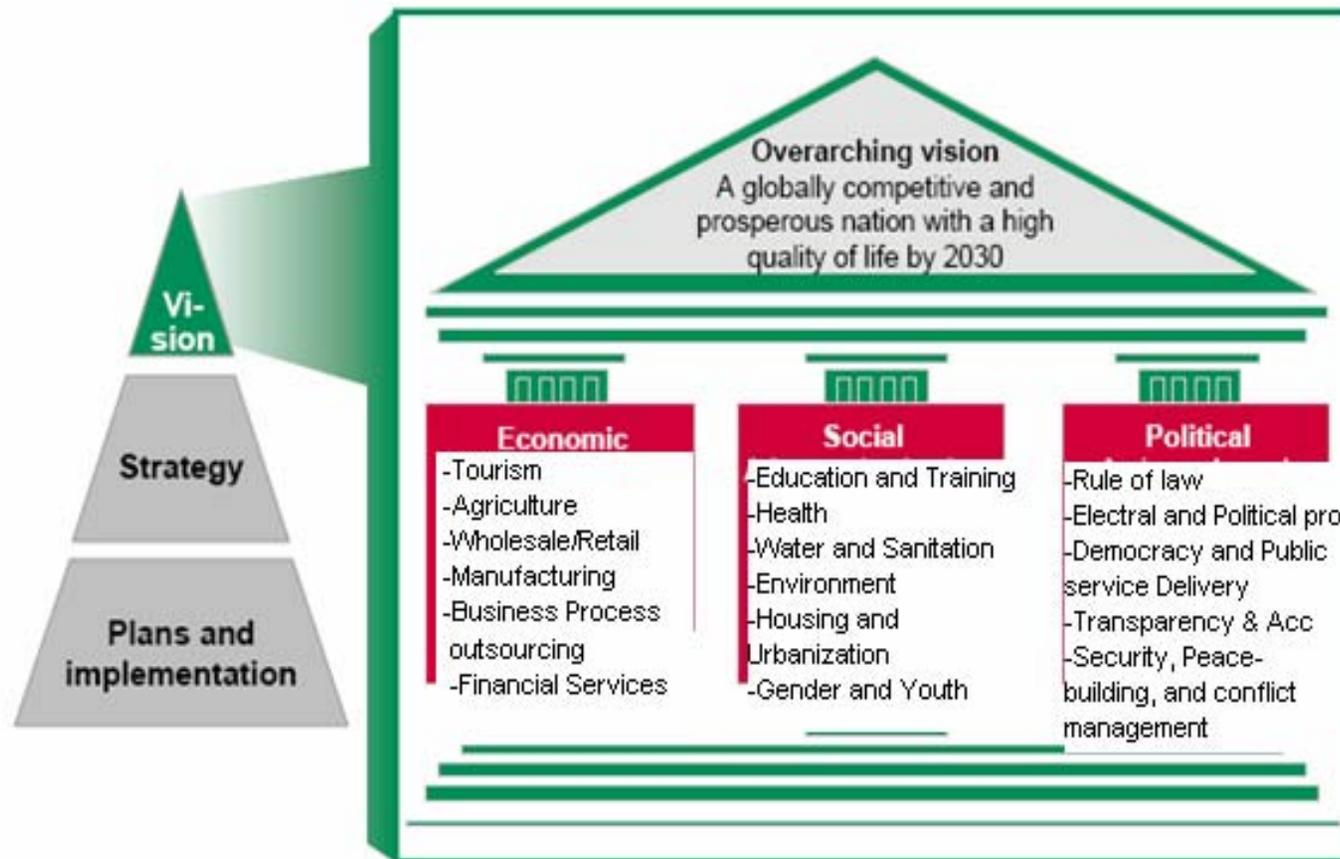 Overarching vision
A globally competitive and
prosperous nation with a high
quality of life by 2030
Vi-
sion
Strategy
Plans and
implementation
Economic
-Tourism
-Agriculture
-Wholesale/Retail
-Manufacturing
-Business Process
outsourcing
-Financial Services
Social
-Education and Training
-Health
-Water and Sanitation
-Environment
-Housing and
Urbanization
-Gender and Youth
Political
-Rule of law
-Electral and Political pro
-Democracy and Public
service Delivery
-Transparency & Acc
-Security, Peace-
building, and conflict
management